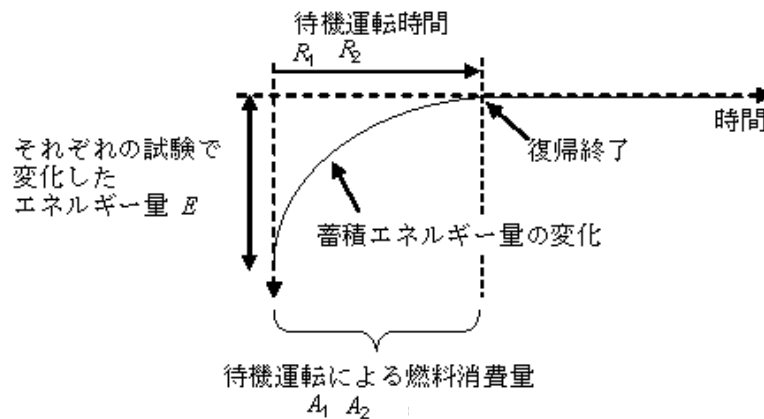 待機運転時間
R₁ R₂
時間
復帰終了
それぞれの試験で
変化した
エネルギー量 E
蓄積エネルギー量の変化
待機運転による燃料消費量
A₁ A₂